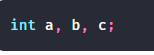 int a, b, c;